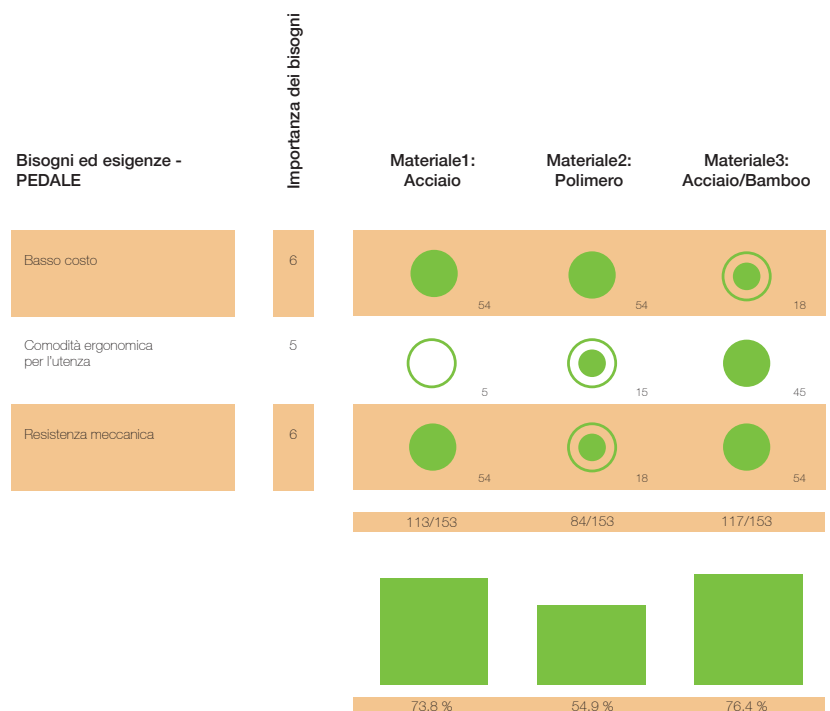 Importanza dei bisogni
Bisogni ed esigenze -
PEDALE
Materiale1:
Acciaio
Materiale2:
Polimero
Materiale3:
Acciaio/Bamboo
Basso costo
6
54
54
18
Comodità ergonomica
per l'utenza
5
5
15
45
Resistenza meccanica
6
54
18
54
113/153
84/153
117/153
73.8 %
54.9 %
76.4 %